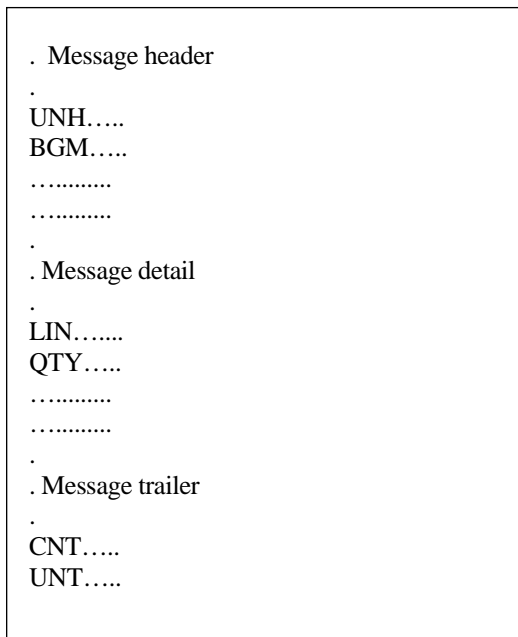 . Message header
.
UNH…..
BGM…..
….........
….........
.
. Message detail
.
LIN…....
QTY…..
….........
….........
.
. Message trailer
.
CNT…..
UNT…..